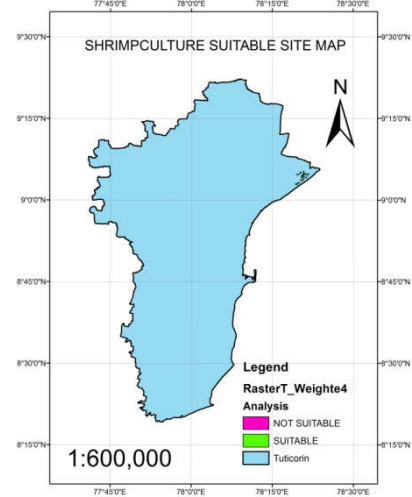 77°45'0"E 78°0'0"E 78°15'0"E 78°30'0"E
SHRIMPCULTURE SUITABLE SITE MAP
9°30'0"N 9°30'0"N
N
9°15'0"N 9°15'0"N
9°0'0"N 9°0'0"N
8°45'0"N 8°45'0"N
8°30'0"N 8°30'0"N
Legend
RasterT_Weighte4
Analysis
NOT SUITABLE
SUITABLE
Tuticorin
8°15'0"N 8°15'0"N
1:600,000
77°45'0"E 78°0'0"E 78°15'0"E 78°30'0"E